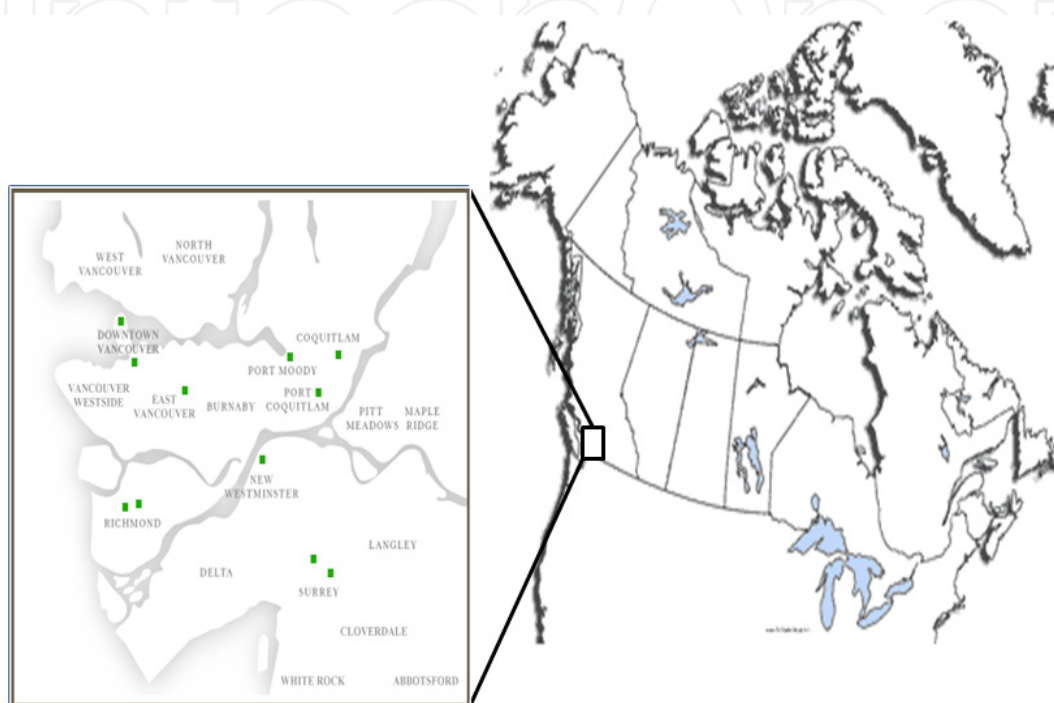 WEST
VANCOUVER
NORTH
VANCOUVER
DOWNTOWN
VANCOUVER
COQUITLAM
PORT MOODY
VANCOUVER
WESTSIDE
EAST
VANCOUVER
BURNABY
PORT
COQUITLAM
PITT
MEADOWS
MAPLE
RIDGE
NEW
WESTMINSTER
RICHMOND
LANGLEY
DELTA
SURREY
CLOVERDALE
WHITE ROCK
ABBOTSFORD